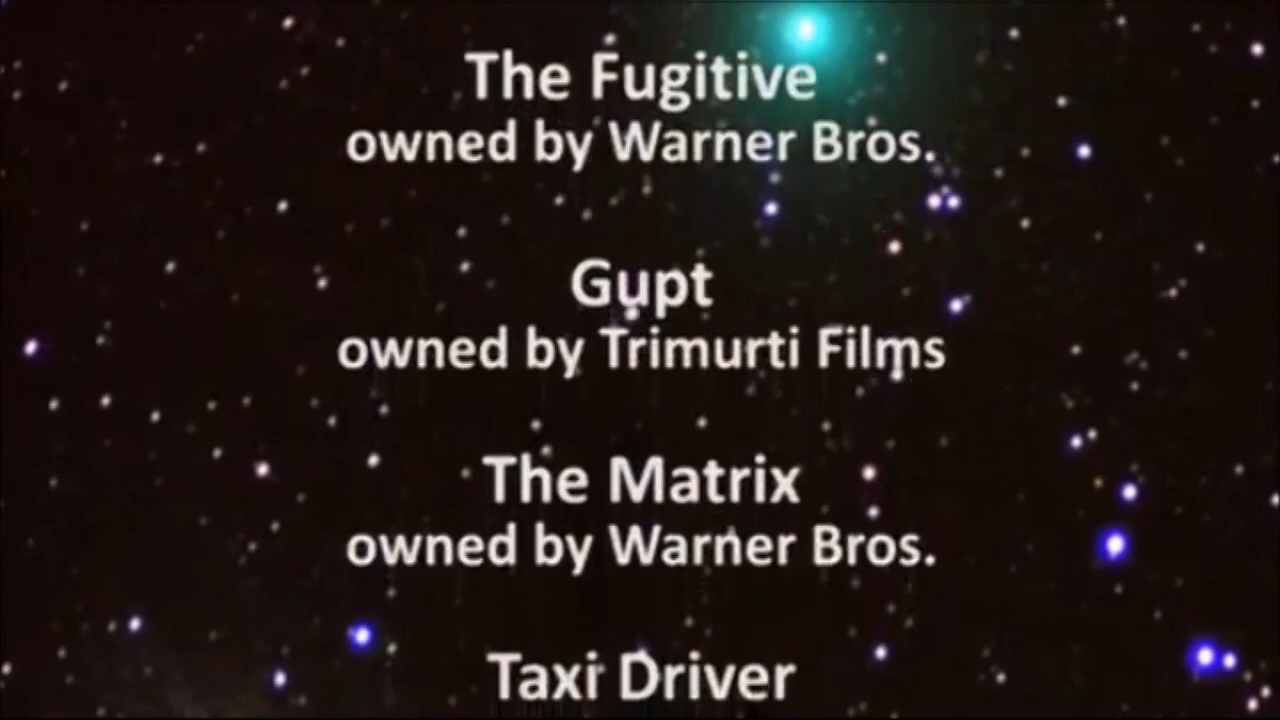 The Fugitive
owned by Warner Bros.
Gupt
owned by Trimurti Films
The Matrix
owned by Warner Bros.
Taxi Driver